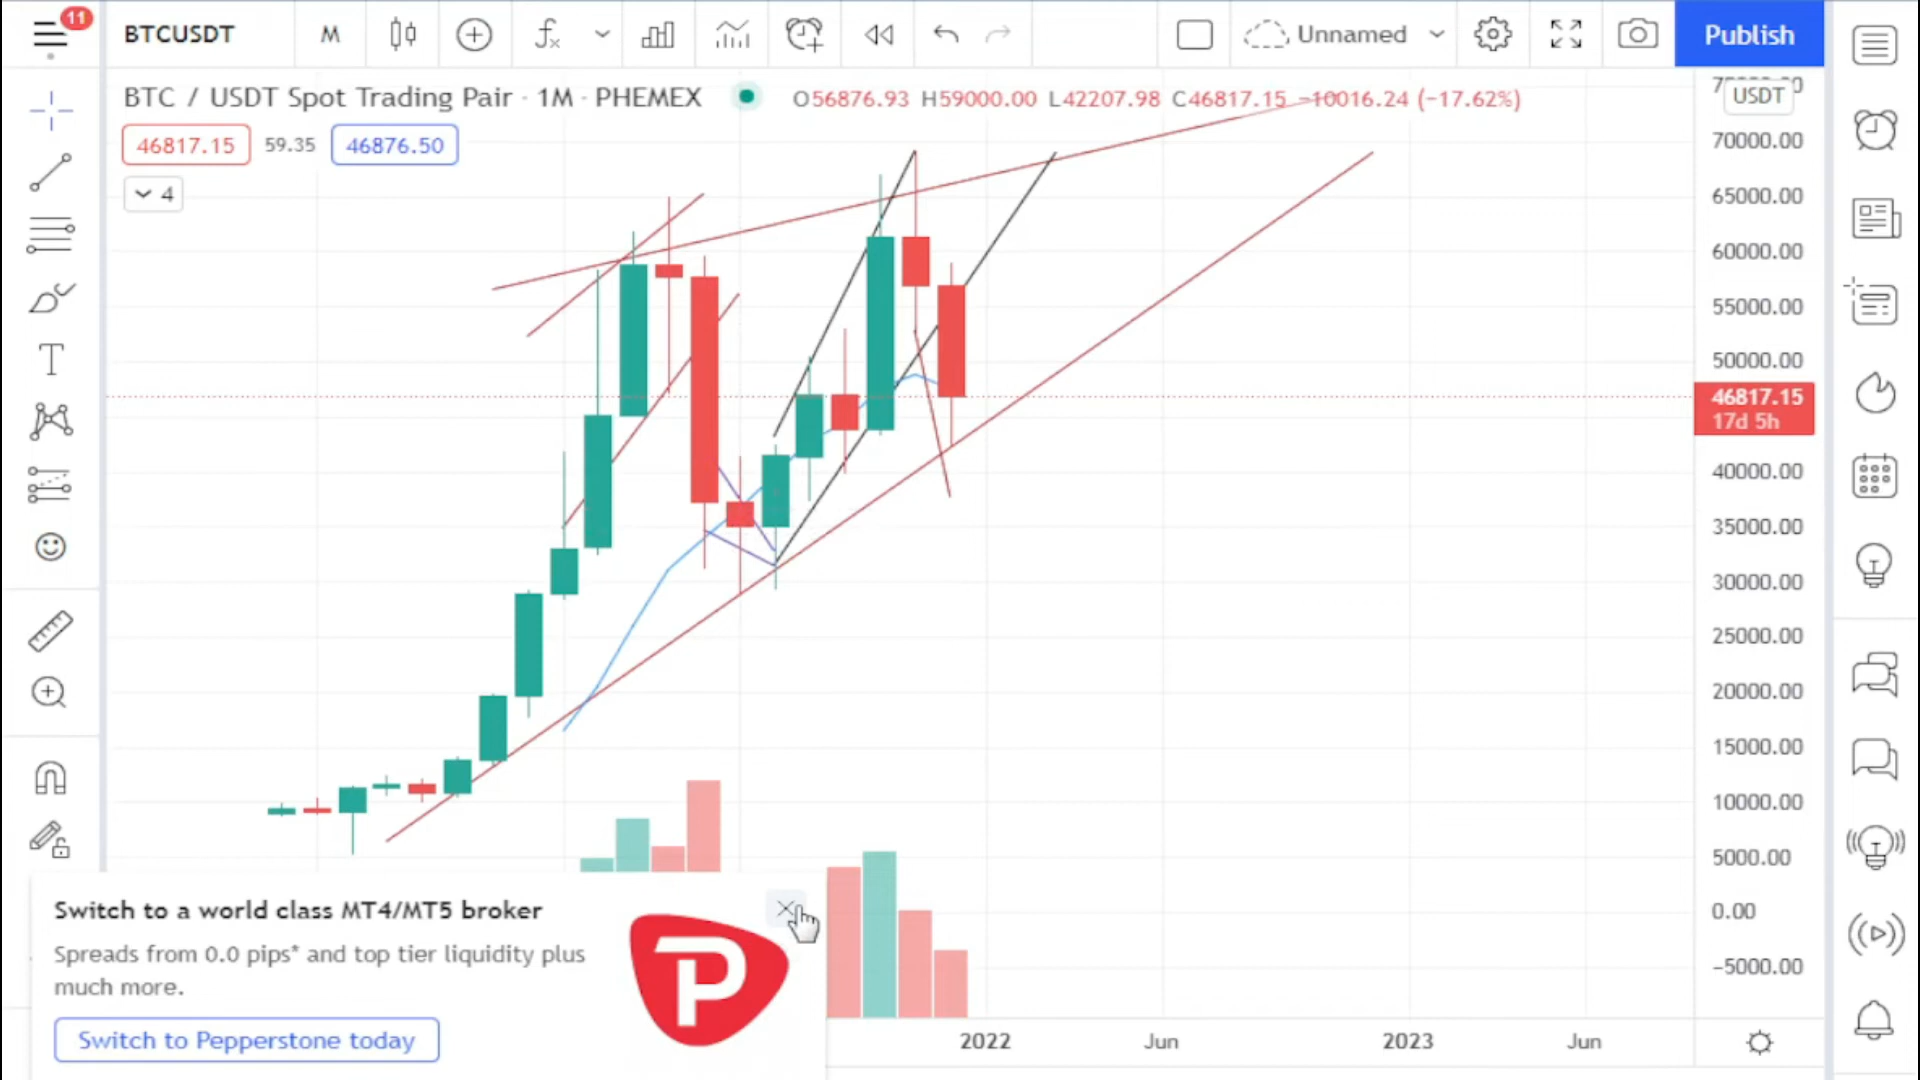 11
BTCUSDT
M
Unnamed
Publish
BTC / USDT Spot Trading Pair · 1M · PHEMEX
O56876.93 H59000.00 L42207.98 C46817.15 −10016.24 (−17.62%)
46817.15
59.35
46876.50
4
USDT
70000.00
65000.00
60000.00
55000.00
50000.00
46817.15
17d 5h
40000.00
35000.00
30000.00
25000.00
20000.00
15000.00
10000.00
5000.00
0.00
−5000.00
Switch to a world class MT4/MT5 broker
Spreads from 0.0 pips* and top tier liquidity plus
much more.
Switch to Pepperstone today
P
2022
Jun
2023
Jun